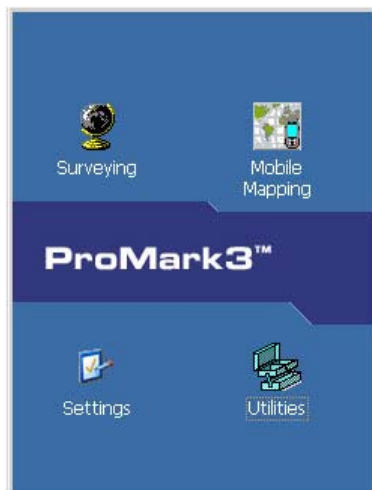 Surveying
Mobile
Mapping
ProMark3™
Settings
Utilities